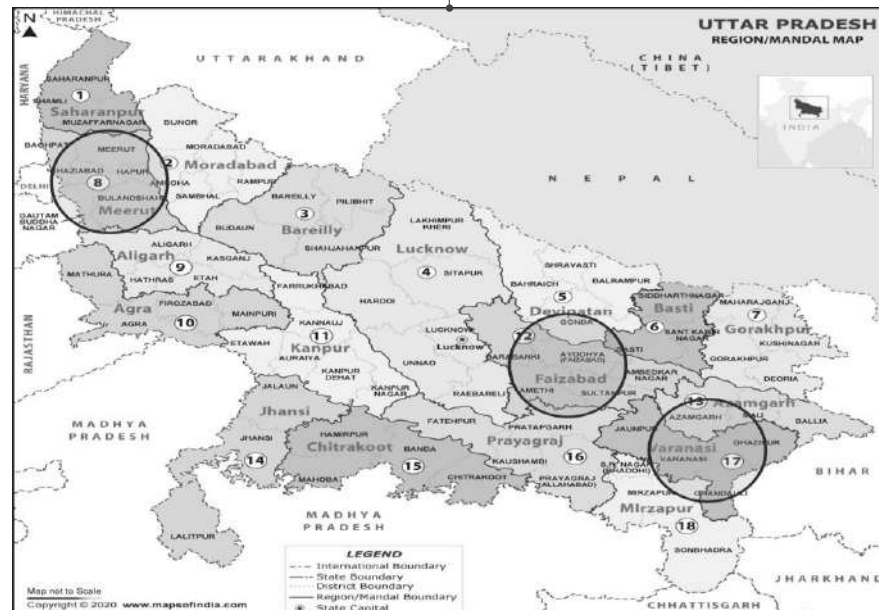 HIMACHAL
PRADESH
N
UTTAR PRADESH
REGION/MANDAL MAP
UTTARAKHAND
CHINA
(TIBET)
HARYANA
SAHARANPUR
1
SHAMLI
Saharanpur
MUZAFFARNAGAR
INDIA
BIJNOR
BAGHPAT
MEERUT
MORADABAD
2
Moradabad
GHAZIABAD
HAPUR
8
AMROHA
RAMPUR
DELHI
SAMBHAL
BULANDSHAHR
Meerut
GAUTAM
BUDDHA
NAGAR
NEPAL
BAREILLY
PILIBHIT
3
BUDAUN
Bareilly
SHAHJAHANPUR
LAKHIMPUR
KHERI
Lucknow
4
SITAPUR
HARDOI
ALIGARH
Aligarh
KASGANJ
9
HATHRAS
ETAH
MATHURA
FARRUKHABAD
SHRAVASTI
BAHRAICH
BALRAMPUR
5
Devipatan
GONDA
SIDDHARTHNAGAR
Basti
MAHARAJGANJ
7
6
Gorakhpur
SANT KABIR
NAGAR
KUSHINAGAR
BASTI
GORAKHPUR
DEORIA
Agra
FIROZABAD
MAINPURI
AGRA
10
RAJASTHAN
KANNAUJ
11
ETAWAH
Kanpur
AURAIYA
KANPUR
DEHAT
KANPUR
NAGAR
LUCKNOW
Lucknow
UNNAO
RAEBARELI
12
BARABANKI
AYODHYA
(FAIZABAD)
Faizabad
AMETHI
SULTANPUR
AMBEDKAR
NAGAR
Azamgarh
AZAMGARH
MAU
BALLIA
JALAUN
Jhansi
MADHYA
PRADESH
JHANSI
14
HAMIRPUR
Chitrakoot
BANDA
15
MAHOBA
CHITRAKOOT
FATEHPUR
PRATAPGARH
Prayagraj
KAUSHAMBI
16
PRAYAGRAJ
(ALLAHABAD)
JAUNPUR
Varanasi
GHAZIPUR
VARANASI
17
(BHADOHI)
CHANDAULI
BIHAR
MIRZAPUR
Mirzapur
18
SONBHADRA
LALITPUR
MADHYA
PRADESH
JHARKHAND
CHHATTISGARH
LEGEND
International Boundary
State Boundary
District Boundary
Region/Mandal Boundary
State Capital
Map not to Scale
Copyright © 2020 www.mapsofindia.com